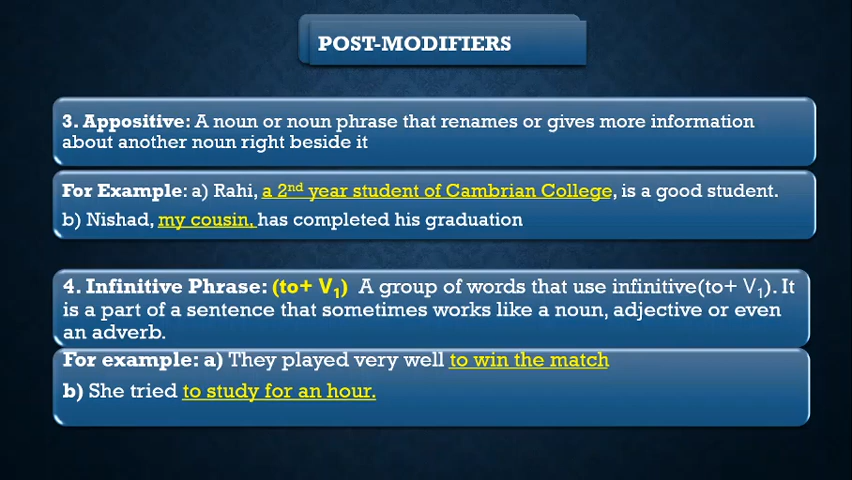 POST-MODIFIERS
3. Appositive: A noun or noun phrase that renames or gives more information
about another noun right beside it
For Example: a) Rahi, a 2nd year student of Cambrian College, is a good student.
b) Nishad, my cousin, has completed his graduation
4. Infinitive Phrase: (to+ V1) A group of words that use infinitive(to+ V1). It
is a part of a sentence that sometimes works like a noun, adjective or even
an adverb.
For example: a) They played very well to win the match
b) She tried to study for an hour.